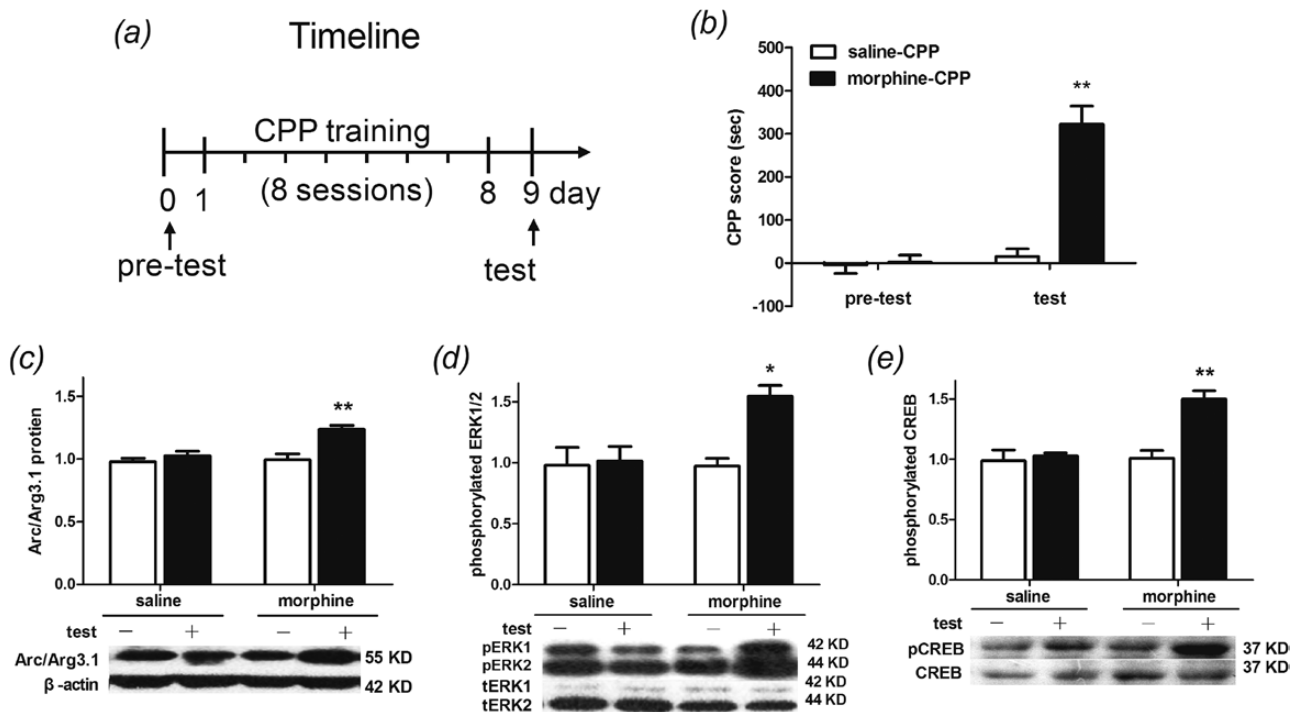 (a) Timeline
CPP training
(8 sessions)
0 1 8 9 day
pre-test test
(b)
saline-CPP
morphine-CPP
**
CPP score (sec)
500
400
300
200
100
0
-100
pre-test test
(c)
Arc/Arg3.1 protien
1.5
1.0
0.5
0.0
**
saline morphine
test − + − +
Arc/Arg3.1 55 KD
β-actin 42 KD
(d)
phosphorylated ERK1/2
1.5
1.0
0.5
0.0
*
saline morphine
test − + − +
pERK1 42 KD
pERK2 44 KD
tERK1 42 KD
tERK2 44 KD
(e)
phosphorylated CREB
1.5
1.0
0.5
0.0
**
saline morphine
test − + − +
pCREB 37 KD
CREB 37 KD